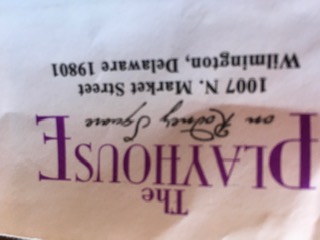 The
PLAYHOUSE
on Rodney Square
1007 N. Market Street
Wilmington, Delaware 19801